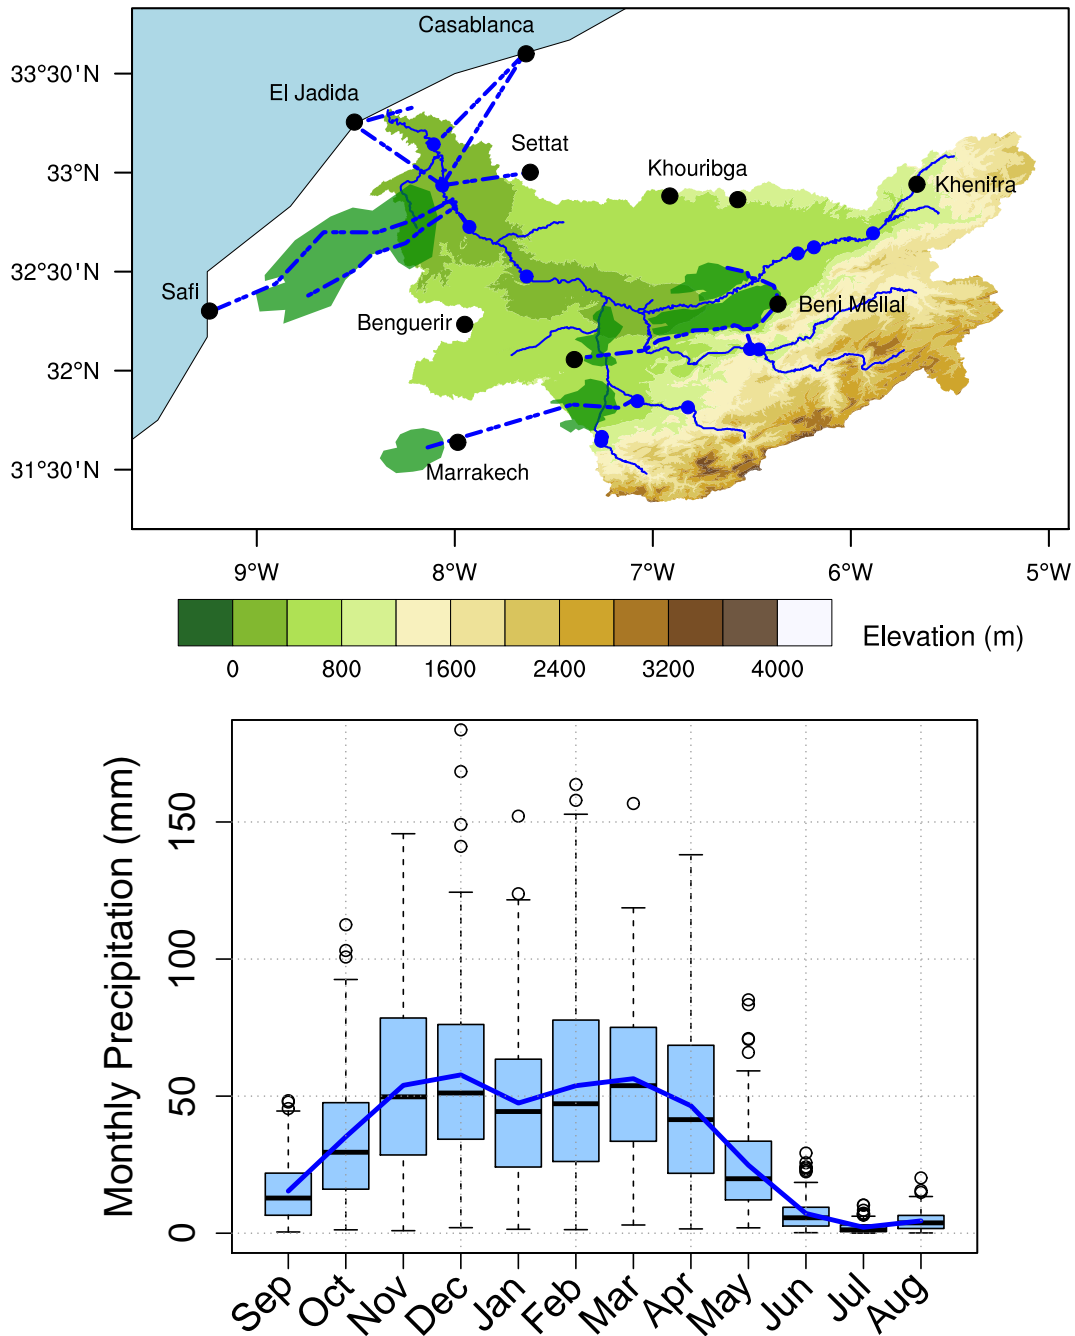 Casablanca
33°30'N
El Jadida
Settat
33°N
Khouribga
Khenifra
32°30'N
Safi
Beni Mellal
Benguerir
32°N
31°30'N
Marrakech
9°W 8°W 7°W 6°W 5°W
Elevation (m)
0 800 1600 2400 3200 4000
Monthly Precipitation (mm)
150
100
50
0
Sep Oct Nov Dec Jan Feb Mar Apr May Jun Jul Aug